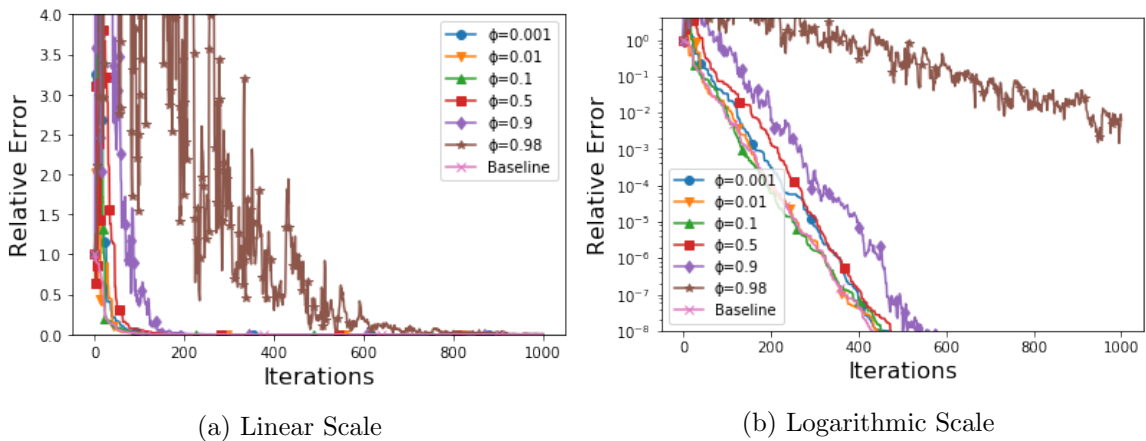 4.0
3.5
3.0
2.5
2.0
1.5
1.0
0.5
0.0
Relative Error
0 200 400 600 800 1000
Iterations
ϕ=0.001
ϕ=0.01
ϕ=0.1
ϕ=0.5
ϕ=0.9
ϕ=0.98
Baseline
(a) Linear Scale
10⁰
10⁻¹
10⁻²
10⁻³
10⁻⁴
10⁻⁵
10⁻⁶
10⁻⁷
10⁻⁸
Relative Error
0 200 400 600 800 1000
Iterations
ϕ=0.001
ϕ=0.01
ϕ=0.1
ϕ=0.5
ϕ=0.9
ϕ=0.98
Baseline
(b) Logarithmic Scale